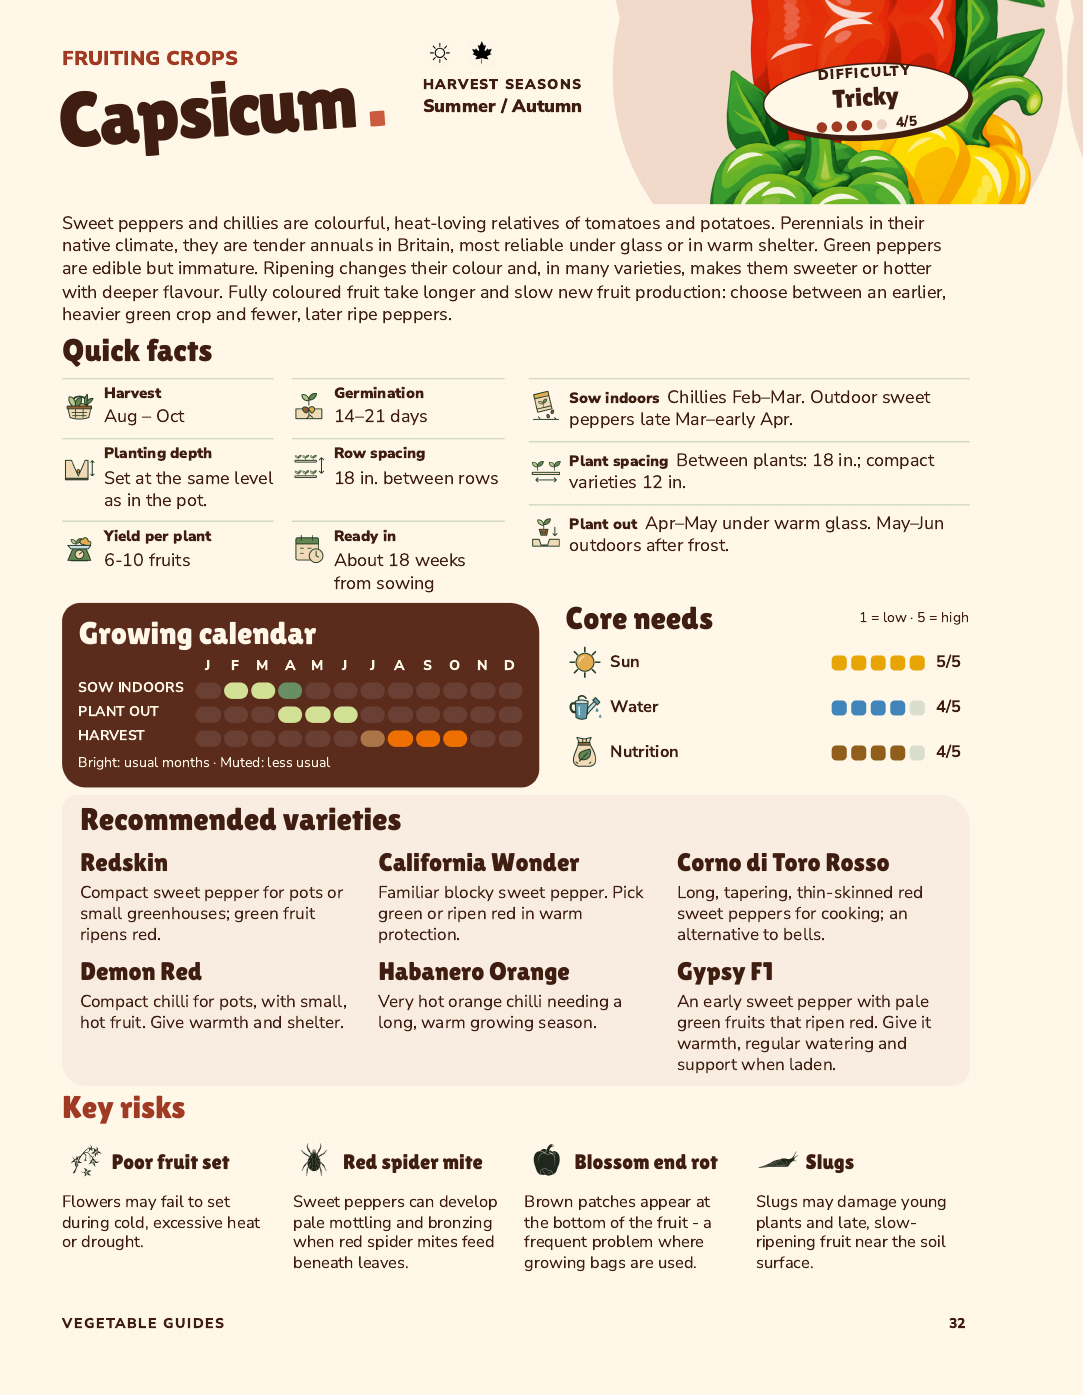 FRUITING CROPS
Capsicum.
HARVEST SEASONS
Summer / Autumn
DIFFICULTY
Tricky
4/5
Sweet peppers and chillies are colourful, heat-loving relatives of tomatoes and potatoes. Perennials in their
native climate, they are tender annuals in Britain, most reliable under glass or in warm shelter. Green peppers
are edible but immature. Ripening changes their colour and, in many varieties, makes them sweeter or hotter
with deeper flavour. Fully coloured fruit take longer and slow new fruit production: choose between an earlier,
heavier green crop and fewer, later ripe peppers.
Quick facts
Harvest
Aug – Oct
Germination
14–21 days
Sow indoors Chillies Feb–Mar. Outdoor sweet
peppers late Mar–early Apr.
Planting depth
Set at the same level
as in the pot.
Row spacing
18 in. between rows
Plant spacing Between plants: 18 in.; compact
varieties 12 in.
Yield per plant
6-10 fruits
Ready in
About 18 weeks
from sowing
Plant out Apr–May under warm glass. May–Jun
outdoors after frost.
Growing calendar
J F M A M J J A S O N D
SOW INDOORS
PLANT OUT
HARVEST
Bright: usual months · Muted: less usual
Core needs
1 = low · 5 = high
Sun 5/5
Water 4/5
Nutrition 4/5
Recommended varieties
Redskin
Compact sweet pepper for pots or
small greenhouses; green fruit
ripens red.
California Wonder
Familiar blocky sweet pepper. Pick
green or ripen red in warm
protection.
Corno di Toro Rosso
Long, tapering, thin-skinned red
sweet peppers for cooking; an
alternative to bells.
Demon Red
Compact chilli for pots, with small,
hot fruit. Give warmth and shelter.
Habanero Orange
Very hot orange chilli needing a
long, warm growing season.
Gypsy F1
An early sweet pepper with pale
green fruits that ripen red. Give it
warmth, regular watering and
support when laden.
Key risks
Poor fruit set
Flowers may fail to set
during cold, excessive heat
or drought.
Red spider mite
Sweet peppers can develop
pale mottling and bronzing
when red spider mites feed
beneath leaves.
Blossom end rot
Brown patches appear at
the bottom of the fruit - a
frequent problem where
growing bags are used.
Slugs
Slugs may damage young
plants and late, slow-
ripening fruit near the soil
surface.
VEGETABLE GUIDES
32